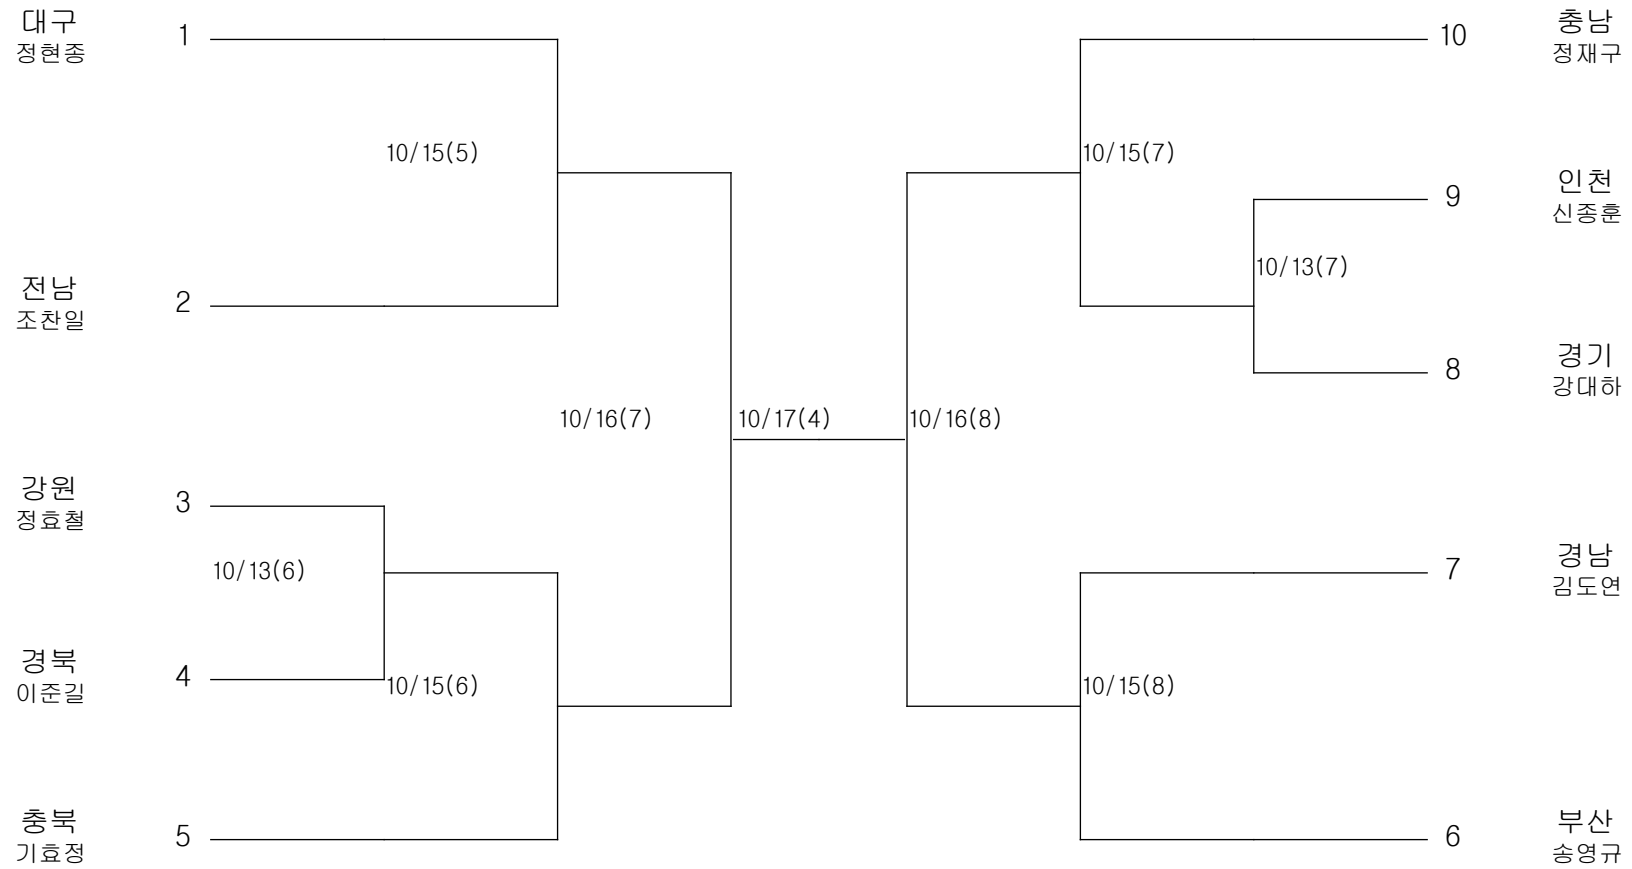 대구
정현종
1
10/15(5)
전남
조찬일
2
10/16(7)
강원
정효철
3
10/13(6)
경북
이준길
4
10/15(6)
충북
기효정
5
10/17(4)
충남
정재구
10
10/15(7)
인천
신종훈
9
10/13(7)
경기
강대하
8
10/16(8)
경남
김도연
7
10/15(8)
부산
송영규
6